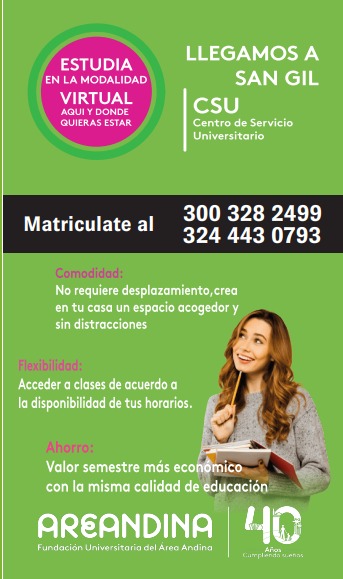 ESTUDIA
EN LA MODALIDAD
VIRTUAL
AQUI Y DONDE
QUIERAS ESTAR
LLEGAMOS A
SAN GIL
CSU
Centro de Servicio
Universitario
Matriculate al
300 328 2499
324 443 0793
Comodidad:
No requiere desplazamiento,crea
en tu casa un espacio acogedor y
sin distracciones
Flexibilidad:
Acceder a clases de acuerdo a
la disponibilidad de tus horarios.
Ahorro:
Valor semestre más económico
con la misma calidad de educación
AREANDINA
Fundación Universitaria del Area Andina
40
Años
Cumpliendo sueños